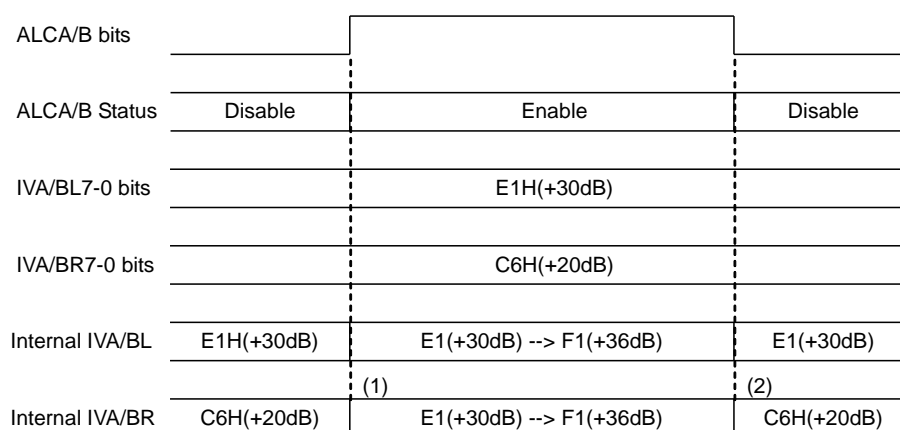 ALCA/B bits
ALCA/B Status Disable Enable Disable
IVA/BL7-0 bits E1H(+30dB)
IVA/BR7-0 bits C6H(+20dB)
Internal IVA/BL E1H(+30dB) E1(+30dB) --> F1(+36dB) E1(+30dB)
(1) (2)
Internal IVA/BR C6H(+20dB) E1(+30dB) --> F1(+36dB) C6H(+20dB)